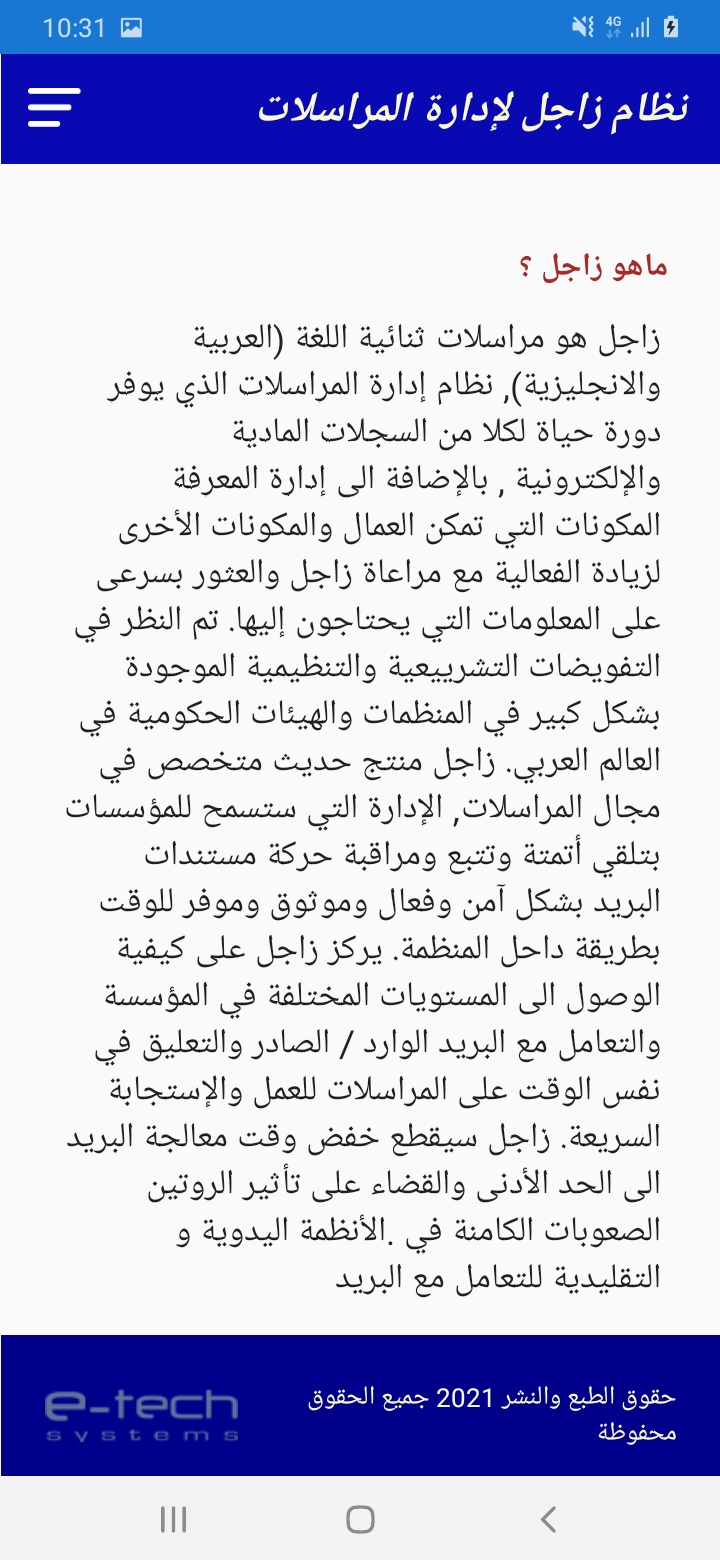 10:31
4G
نظام زاجل لإدارة المراسلات
ماهو زاجل ؟
زاجل هو مراسلات ثنائية اللغة (العربية
والانجليزية), نظام إدارة المراسلات الذي يوفر
دورة حياة لكلا من السجلات المادية
والإلكترونية , بالإضافة الى إدارة المعرفة
المكونات التي تمكن العمال والمكونات الأخرى
لزيادة الفعالية مع مراعاة زاجل والعثور بسرعى
على المعلومات التي يحتاجون إليها. تم النظر في
التفويضات التشرييعية والتنظيمية الموجودة
بشكل كبير في المنظمات والهيئات الحكومية في
العالم العربي. زاجل منتج حديث متخصص في
مجال المراسلات, الإدارة التي ستسمح للمؤسسات
بتلقي أتمتة وتتبع ومراقبة حركة مستندات
البريد بشكل آمن وفعال وموثوق وموفر للوقت
بطريقة داخل المنظمة. يركز زاجل على كيفية
الوصول الى المستويات المختلفة في المؤسسة
والتعامل مع البريد الوارد / الصادر والتعليق في
نفس الوقت على المراسلات للعمل والإستجابة
السريعة. زاجل سيقطع خفض وقت معالجة البريد
الى الحد الأدنى والقضاء على تأثير الروتين
الصعوبات الكامنة في .الأنظمة اليدوية و
التقليدية للتعامل مع البريد
حقوق الطبع والنشر 2021 جميع الحقوق
محفوظة
e-tech
systems